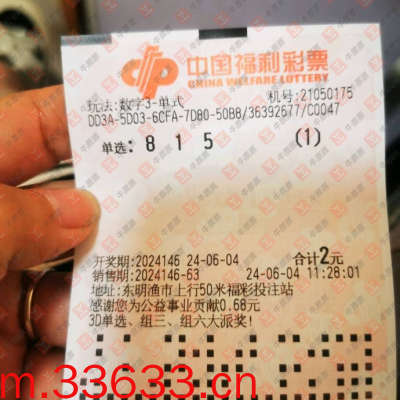 中国福利彩票
CHINA WELFARE LOTTERY
玩法:数字3-单式 机号:21050175
DD3A-5D03-6CFA-7D80-50B8/36392677/C0047
单选: 8 1 5 (1)
开奖期:2024146 24-06-04 合计2元
销售期:2024146-63 24-06-04 11:28:01
地址:东明渔市上行50米福彩投注站
感谢您为公益事业贡献0.68元
3D单选、组三、组六大派奖!
m.33633.cn